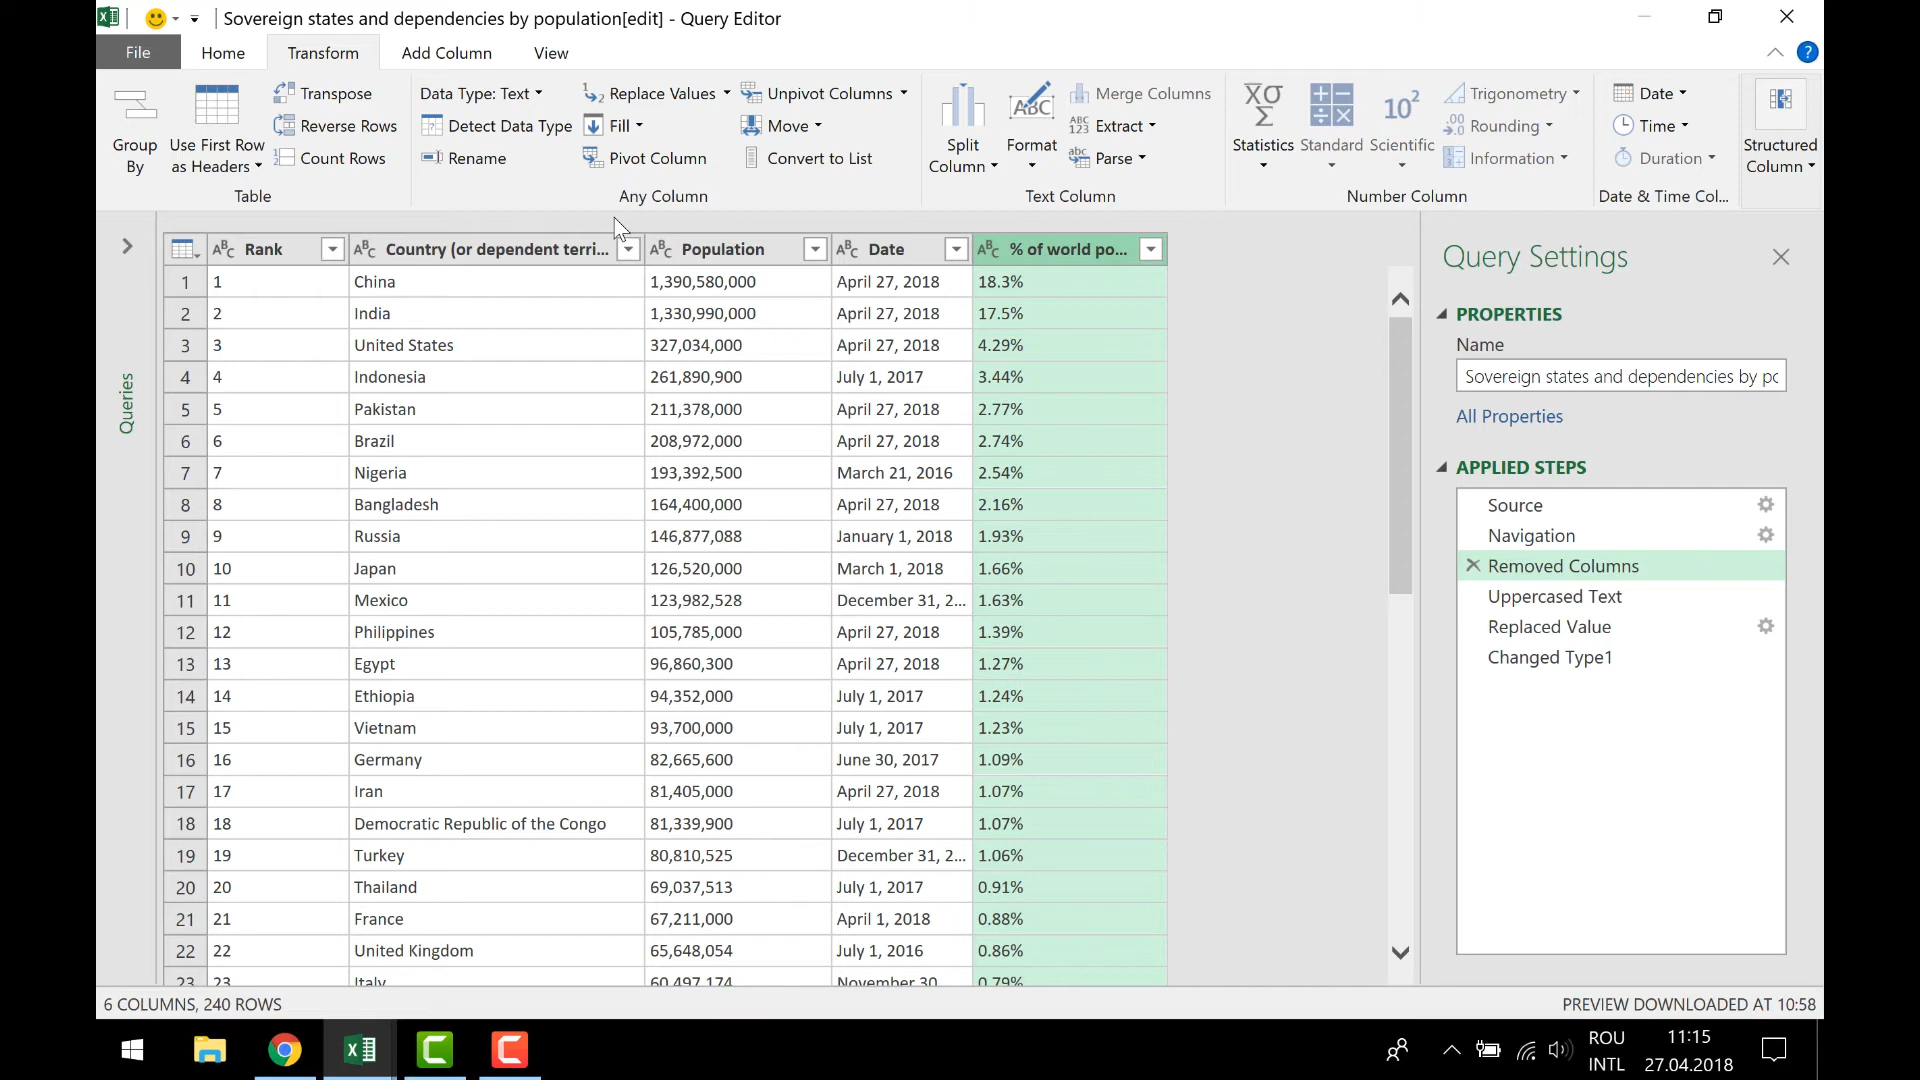 Sovereign states and dependencies by population[edit] - Query Editor
File Home Transform Add Column View
Group By
Use First Row as Headers
Transpose
Reverse Rows
Count Rows
Table
Data Type: Text
Detect Data Type
Rename
Replace Values
Fill
Pivot Column
Unpivot Columns
Move
Convert to List
Any Column
Split Column
Format
Merge Columns
Extract
Parse
Text Column
Statistics
Standard
Scientific
Trigonometry
Rounding
Information
Number Column
Date
Time
Duration
Date & Time Col...
Structured Column
Queries
Rank Country (or dependent terri... Population Date % of world po...
1 1 China 1,390,580,000 April 27, 2018 18.3%
2 2 India 1,330,990,000 April 27, 2018 17.5%
3 3 United States 327,034,000 April 27, 2018 4.29%
4 4 Indonesia 261,890,900 July 1, 2017 3.44%
5 5 Pakistan 211,378,000 April 27, 2018 2.77%
6 6 Brazil 208,972,000 April 27, 2018 2.74%
7 7 Nigeria 193,392,500 March 21, 2016 2.54%
8 8 Bangladesh 164,400,000 April 27, 2018 2.16%
9 9 Russia 146,877,088 January 1, 2018 1.93%
10 10 Japan 126,520,000 March 1, 2018 1.66%
11 11 Mexico 123,982,528 December 31, 2... 1.63%
12 12 Philippines 105,785,000 April 27, 2018 1.39%
13 13 Egypt 96,860,300 April 27, 2018 1.27%
14 14 Ethiopia 94,352,000 July 1, 2017 1.24%
15 15 Vietnam 93,700,000 July 1, 2017 1.23%
16 16 Germany 82,665,600 June 30, 2017 1.09%
17 17 Iran 81,405,000 April 27, 2018 1.07%
18 18 Democratic Republic of the Congo 81,339,900 July 1, 2017 1.07%
19 19 Turkey 80,810,525 December 31, 2... 1.06%
20 20 Thailand 69,037,513 July 1, 2017 0.91%
21 21 France 67,211,000 April 1, 2018 0.88%
22 22 United Kingdom 65,648,054 July 1, 2016 0.86%
23 23 Italy 60,497,174 November 30 0.79%
Query Settings
PROPERTIES
Name
Sovereign states and dependencies by pc
All Properties
APPLIED STEPS
Source
Navigation
Removed Columns
Uppercased Text
Replaced Value
Changed Type1
6 COLUMNS, 240 ROWS
PREVIEW DOWNLOADED AT 10:58
ROU
INTL
11:15
27.04.2018